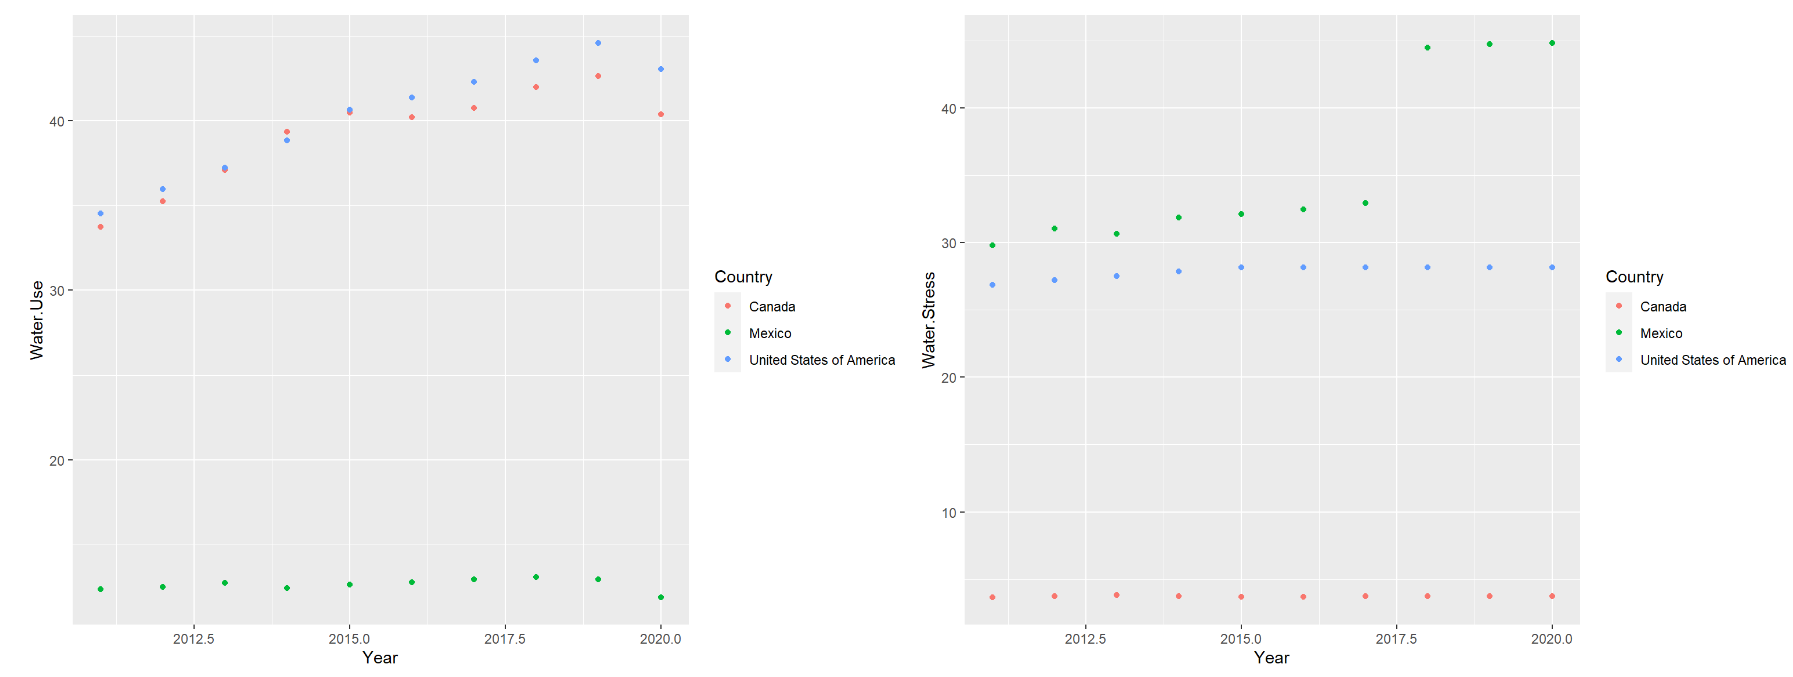 40
30
20
Water.Use
2012.5
2015.0
2017.5
2020.0
Year
Country
Canada
Mexico
United States of America
40
30
20
10
Water.Stress
2012.5
2015.0
2017.5
2020.0
Year
Country
Canada
Mexico
United States of America